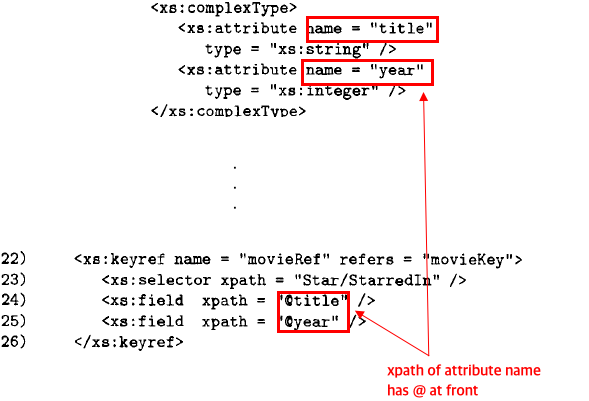 <xs:complexType>
<xs:attribute name = "title"
type = "xs:string" />
<xs:attribute name = "year"
type = "xs:integer" />
</xs:complexType>
.
.
.
22) <xs:keyref name = "movieRef" refers = "movieKey">
23) <xs:selector xpath = "Star/StarredIn" />
24) <xs:field xpath = "@title" />
25) <xs:field xpath = "@year" />
26) </xs:keyref>
xpath of attribute name
has @ at front